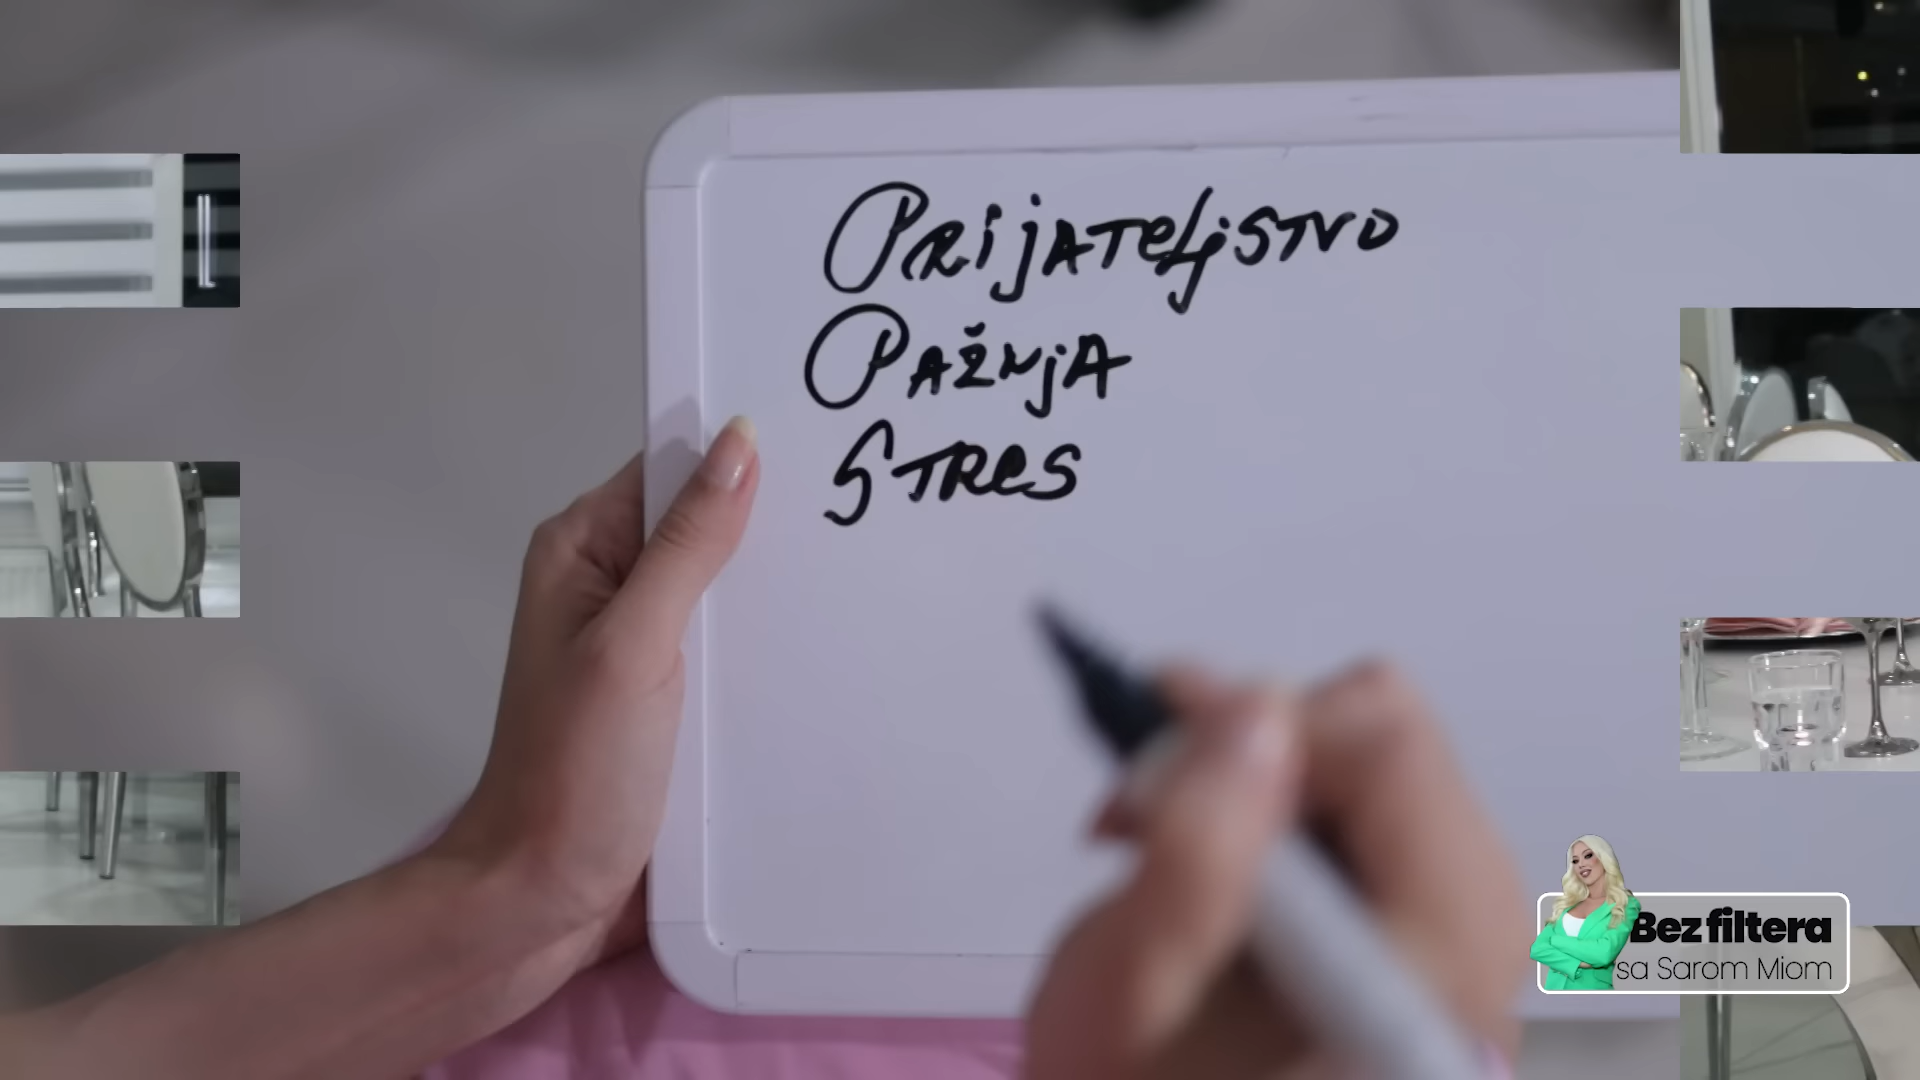 Prijateljstvo
Pažnja
Stres
Bez filtera
sa Sarom Miom